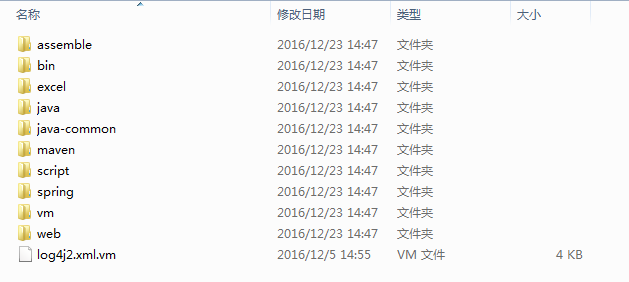 名称 修改日期 类型 大小
assemble 2016/12/23 14:47 文件夹
bin 2016/12/23 14:47 文件夹
excel 2016/12/23 14:47 文件夹
java 2016/12/23 14:47 文件夹
java-common 2016/12/23 14:47 文件夹
maven 2016/12/23 14:47 文件夹
script 2016/12/23 14:47 文件夹
spring 2016/12/23 14:47 文件夹
vm 2016/12/23 14:47 文件夹
web 2016/12/23 14:47 文件夹
log4j2.xml.vm 2016/12/5 14:55 VM 文件 4 KB